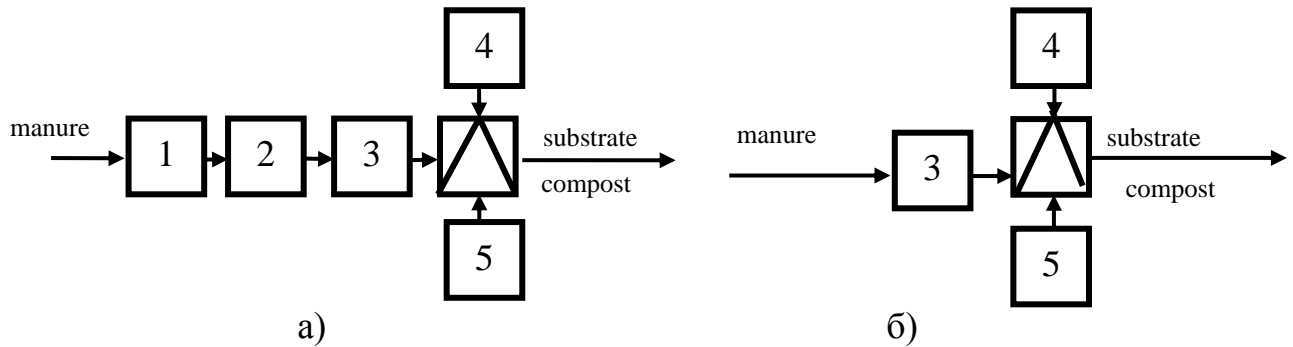 4
manure
1
2
3
substrate
compost
5
а)
4
manure
3
substrate
compost
5
б)